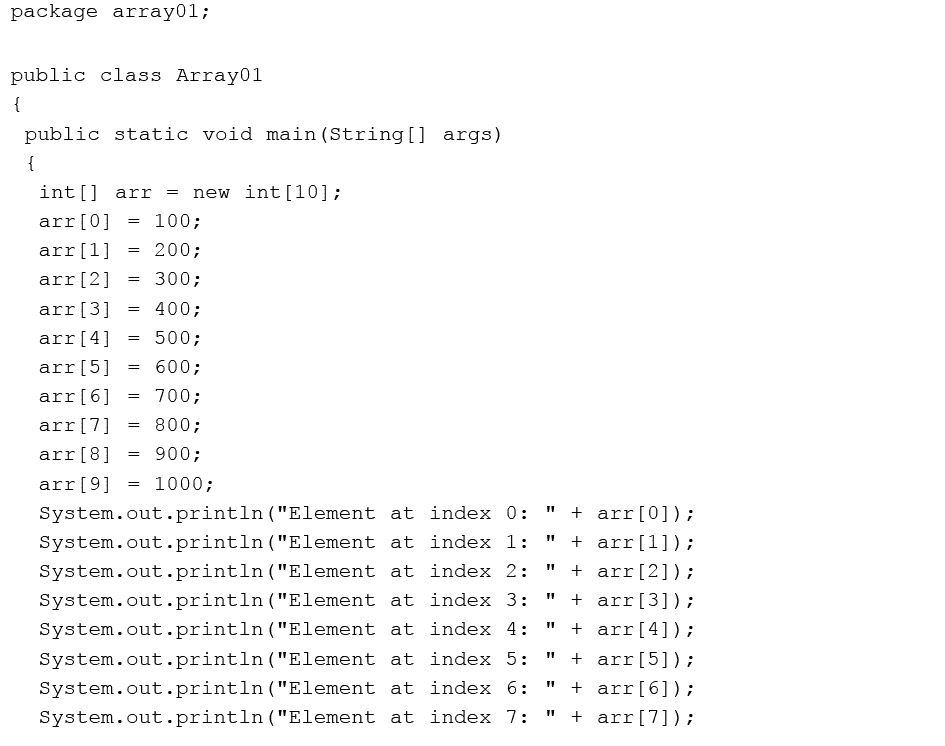 package array01;

public class Array01
{
 public static void main(String[] args)
 {
  int[] arr = new int[10];
  arr[0] = 100;
  arr[1] = 200;
  arr[2] = 300;
  arr[3] = 400;
  arr[4] = 500;
  arr[5] = 600;
  arr[6] = 700;
  arr[7] = 800;
  arr[8] = 900;
  arr[9] = 1000;
  System.out.println("Element at index 0: " + arr[0]);
  System.out.println("Element at index 1: " + arr[1]);
  System.out.println("Element at index 2: " + arr[2]);
  System.out.println("Element at index 3: " + arr[3]);
  System.out.println("Element at index 4: " + arr[4]);
  System.out.println("Element at index 5: " + arr[5]);
  System.out.println("Element at index 6: " + arr[6]);
  System.out.println("Element at index 7: " + arr[7]);